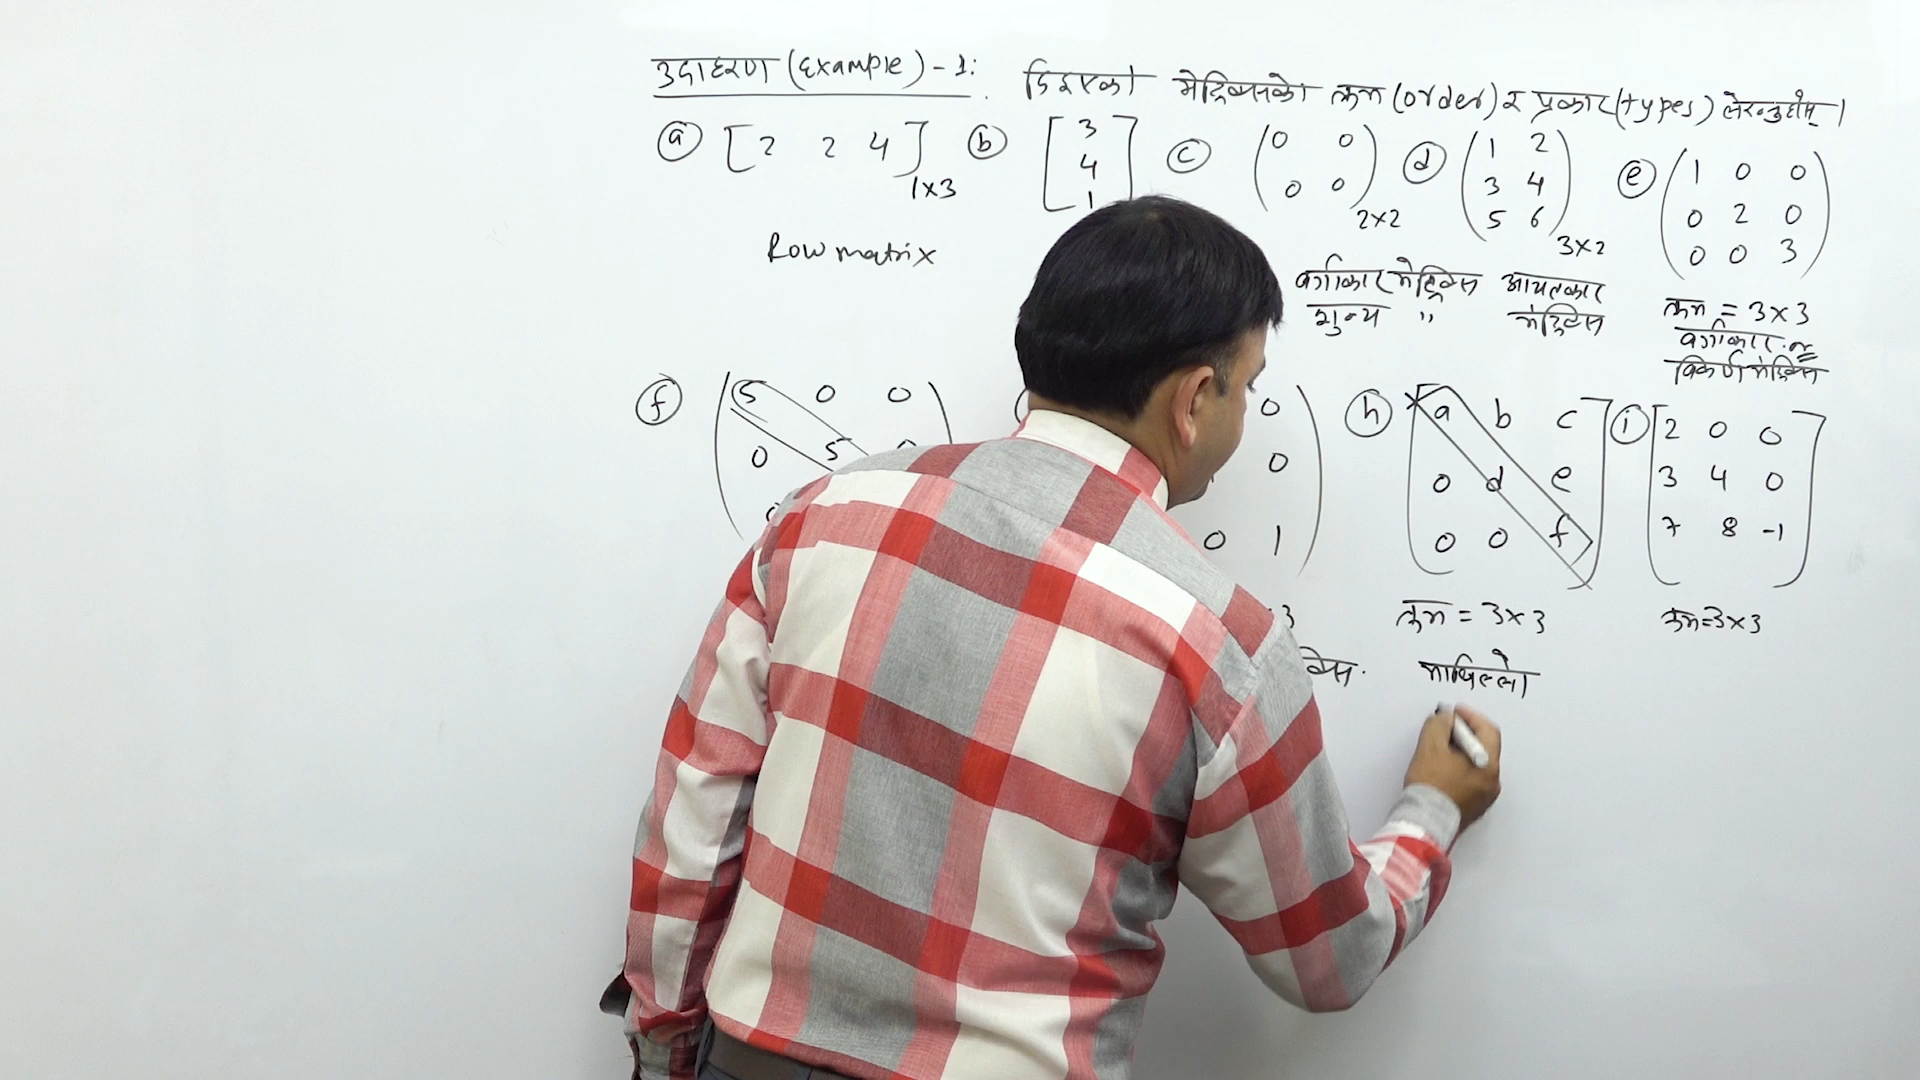 उदाहरण (Example) - 1: दिइएको मेट्रिक्सको क्रम (order) र प्रकार (types) लेख्नुहोस् ।
a [ 2 2 4 ] 1×3
Row matrix
b [ 3
4
1
c ( 0 0
0 0 ) 2×2
वर्गाकार मेट्रिक्स
शुन्य "
d ( 1 2
3 4
5 6 ) 3×2
आयतकार
मेट्रिक्स
e ( 1 0 0
0 2 0
0 0 3 )
क्रम = 3×3
वर्गाकार or
विकर्ण मेट्रिक्स
f ( 5 0 0
0 5
0
0
0 1 )
h [ a b c
0 d e
0 0 f ]
क्रम = 3×3
माथिल्लो
i [ 2 0 0
3 4 0
7 8 -1 ]
क्रम=3×3